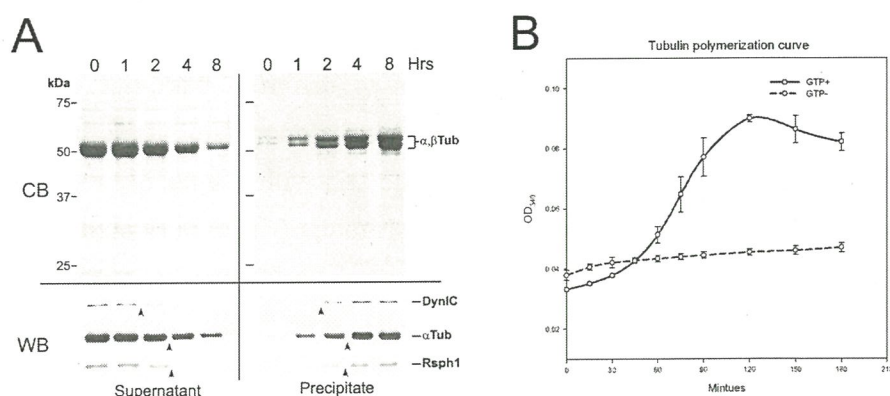 A
0 1 2 4 8 0 1 2 4 8 Hrs
kDa
75-
50-
37-
25-
α,βTub
CB
DynIC
αTub
Rsph1
WB
Supernatant Precipitate
B
Tubulin polymerization curve
GTP+
GTP-
0.10
0.08
0.06
0.04
0.02
OD340
0 30 60 90 120 150 180 21
Mintues